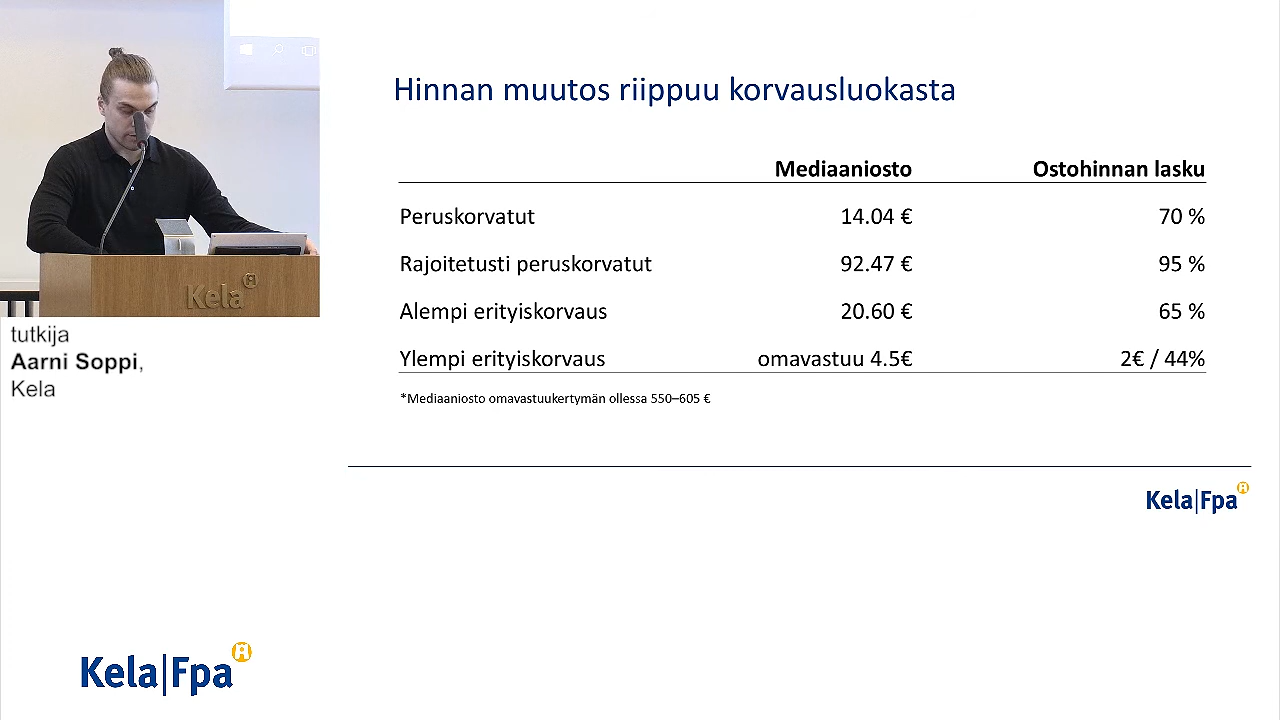 Hinnan muutos riippuu korvausluokasta
Mediaaniosto Ostohinnan lasku
Peruskorvatut 14.04 € 70 %
Rajoitetusti peruskorvatut 92.47 € 95 %
Alempi erityiskorvaus 20.60 € 65 %
Ylempi erityiskorvaus omavastuu 4.5€ 2€ / 44%
*Mediaaniosto omavastuukertymän ollessa 550–605 €
Kela
tutkija
Aarni Soppi,
Kela
Kela|Fpa
Kela|Fpa